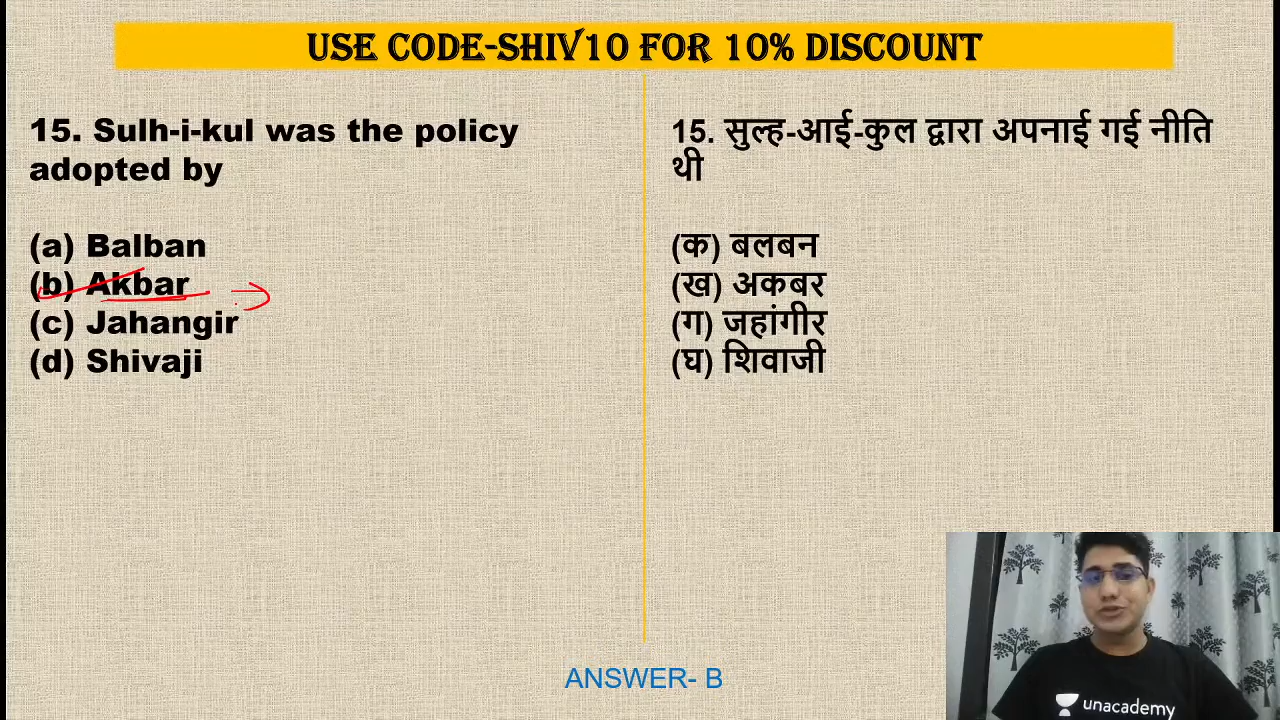 USE CODE-SHIV10 FOR 10% DISCOUNT
15. Sulh-i-kul was the policy
adopted by
(a) Balban
(b) Akbar
(c) Jahangir
(d) Shivaji
15. सुल्ह-आई-कुल द्वारा अपनाई गई नीति
थी
(क) बलबन
(ख) अकबर
(ग) जहांगीर
(घ) शिवाजी
ANSWER- B
unacademy